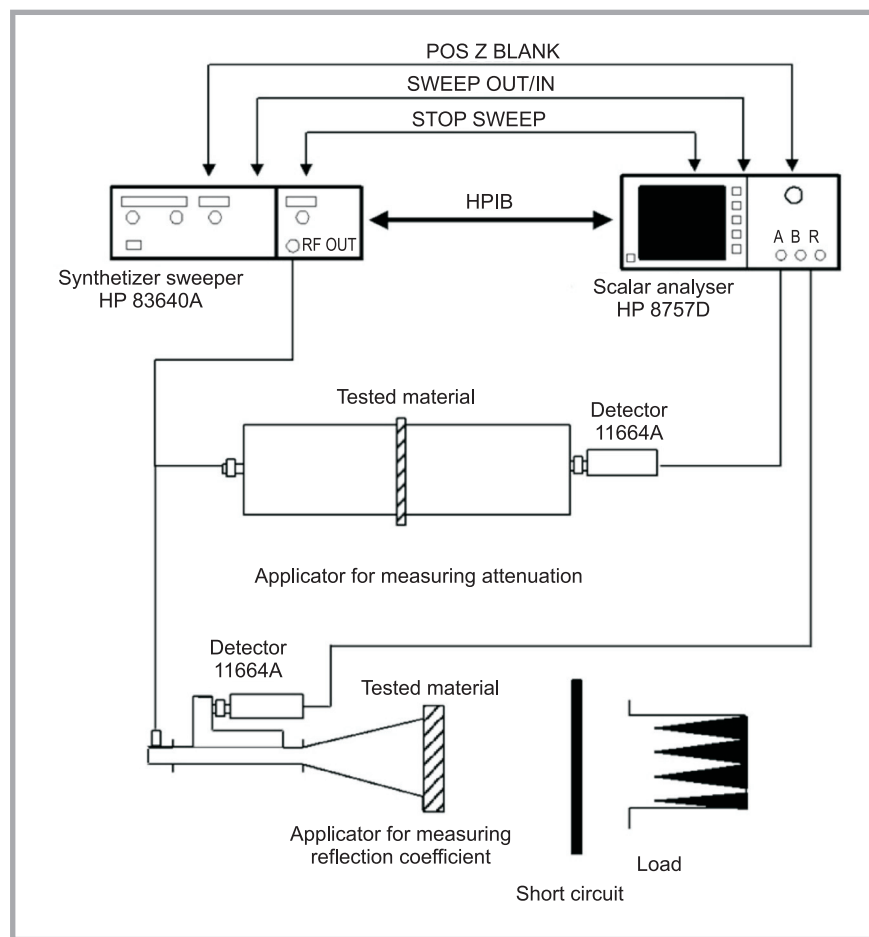 POS Z BLANK
SWEEP OUT/IN
STOP SWEEP
HPIB
RF OUT
A B R
Synthetizer sweeper
HP 83640A
Scalar analyser
HP 8757D
Tested material
Detector
11664A
Applicator for measuring attenuation
Detector
11664A
Tested material
Applicator for measuring
reflection coefficient
Load
Short circuit